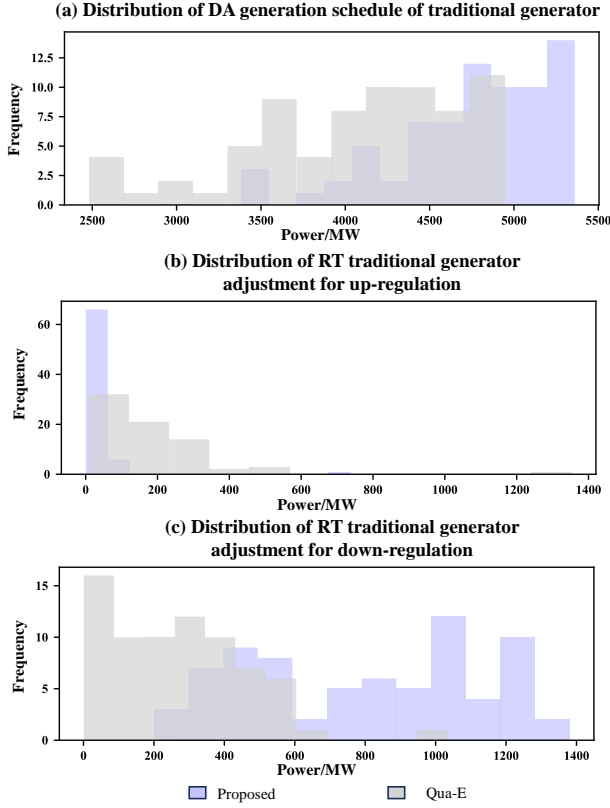 (a) Distribution of DA generation schedule of traditional generator
Frequency
12.5
10.0
7.5
5.0
2.5
0.0
2500 3000 3500 4000 4500 5000 5500
Power/MW
(b) Distribution of RT traditional generator
adjustment for up-regulation
Frequency
60
40
20
0
0 200 400 600 800 1000 1200 1400
Power/MW
(c) Distribution of RT traditional generator
adjustment for down-regulation
Frequency
15
10
5
0
0 200 400 600 800 1000 1200 1400
Power/MW
Proposed Qua-E